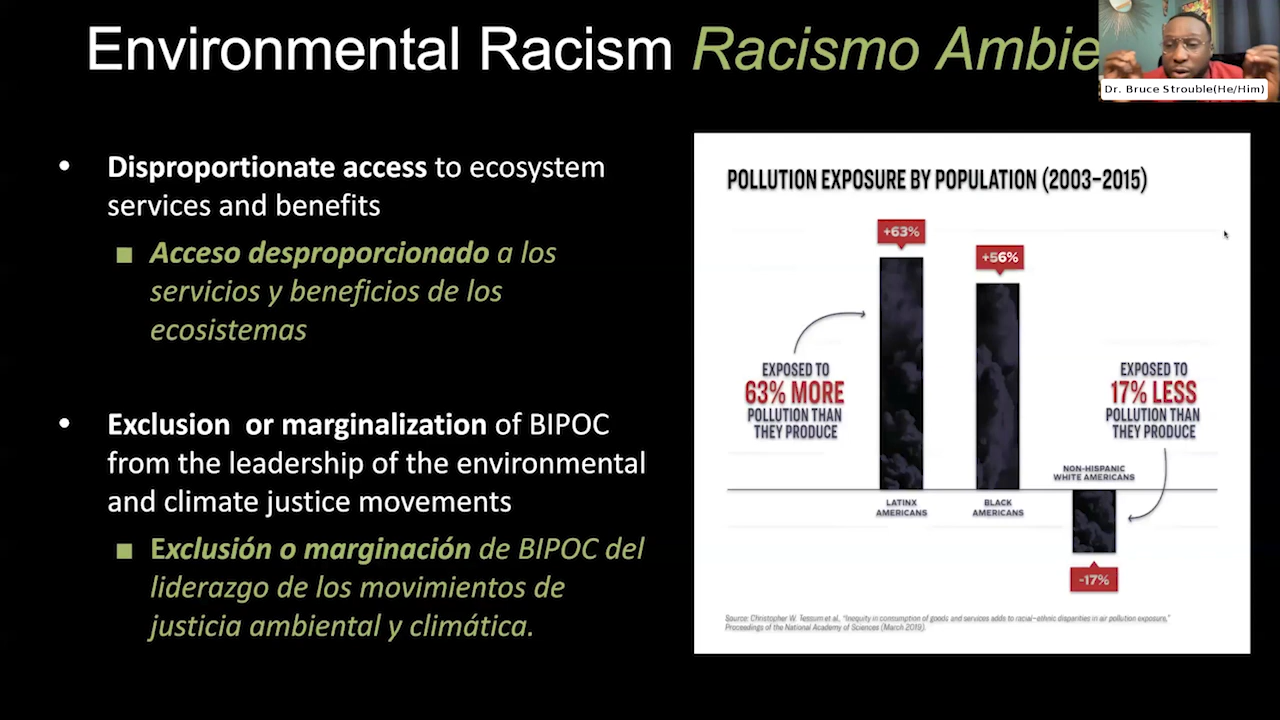 Environmental Racism Racismo Ambie
Dr. Bruce Strouble(He/Him)
• Disproportionate access to ecosystem
services and benefits
■ Acceso desproporcionado a los
servicios y beneficios de los
ecosistemas
• Exclusion or marginalization of BIPOC
from the leadership of the environmental
and climate justice movements
■ Exclusión o marginación de BIPOC del
liderazgo de los movimientos de
justicia ambiental y climática.
POLLUTION EXPOSURE BY POPULATION (2003–2015)
+63%
+56%
EXPOSED TO
63% MORE
POLLUTION THAN
THEY PRODUCE
EXPOSED TO
17% LESS
POLLUTION THAN
THEY PRODUCE
NON-HISPANIC
WHITE AMERICANS
LATINX
AMERICANS
BLACK
AMERICANS
-17%
Source: Christopher W. Tessum et al., “Inequity in consumption of goods and services adds to racial–ethnic disparities in air pollution exposure,”
Proceedings of the National Academy of Sciences (March 2019).